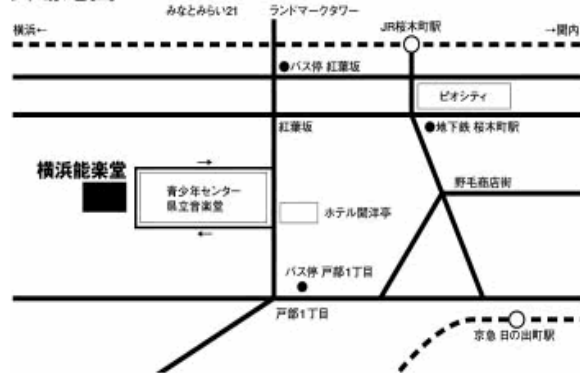 みなとみらい21
ランドマークタワー
横浜←
JR桜木町駅
→関内
バス停 紅葉坂
ピオシティ
紅葉坂
地下鉄 桜木町駅
横浜能楽堂
→
野毛商店街
青少年センター
県立音楽堂
ホテル開洋亭
←
バス停 戸部1丁目
戸部1丁目
京急 日の出町駅